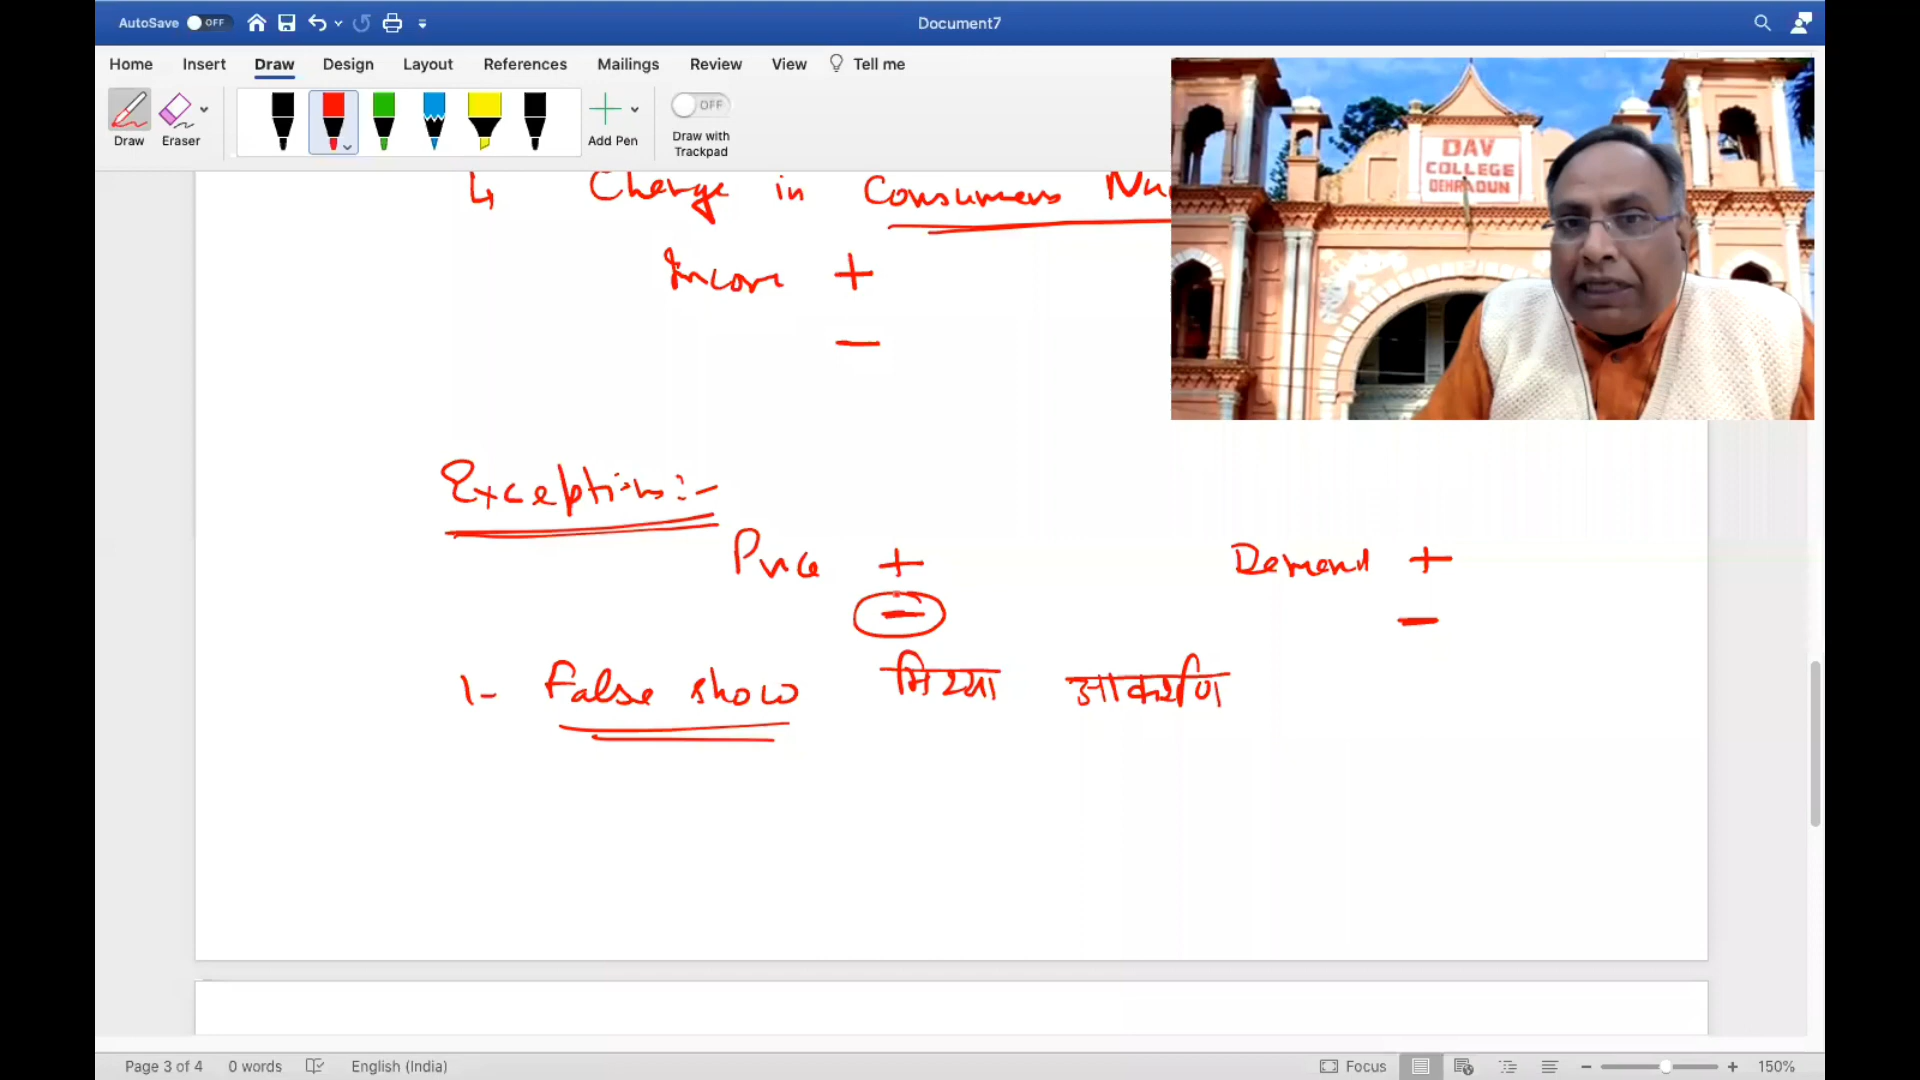 AutoSave OFF Document7
Home Insert Draw Design Layout References Mailings Review View Tell me
OFF
Draw Eraser Add Pen Draw with Trackpad
DAV
COLLEGE
DEHRADUN
4 Change in Consumers
Income +
−
Exceptions:-
Price + Demand +
− −
1- False show मिथ्या आकर्षण
Page 3 of 4 0 words English (India) Focus − + 150%